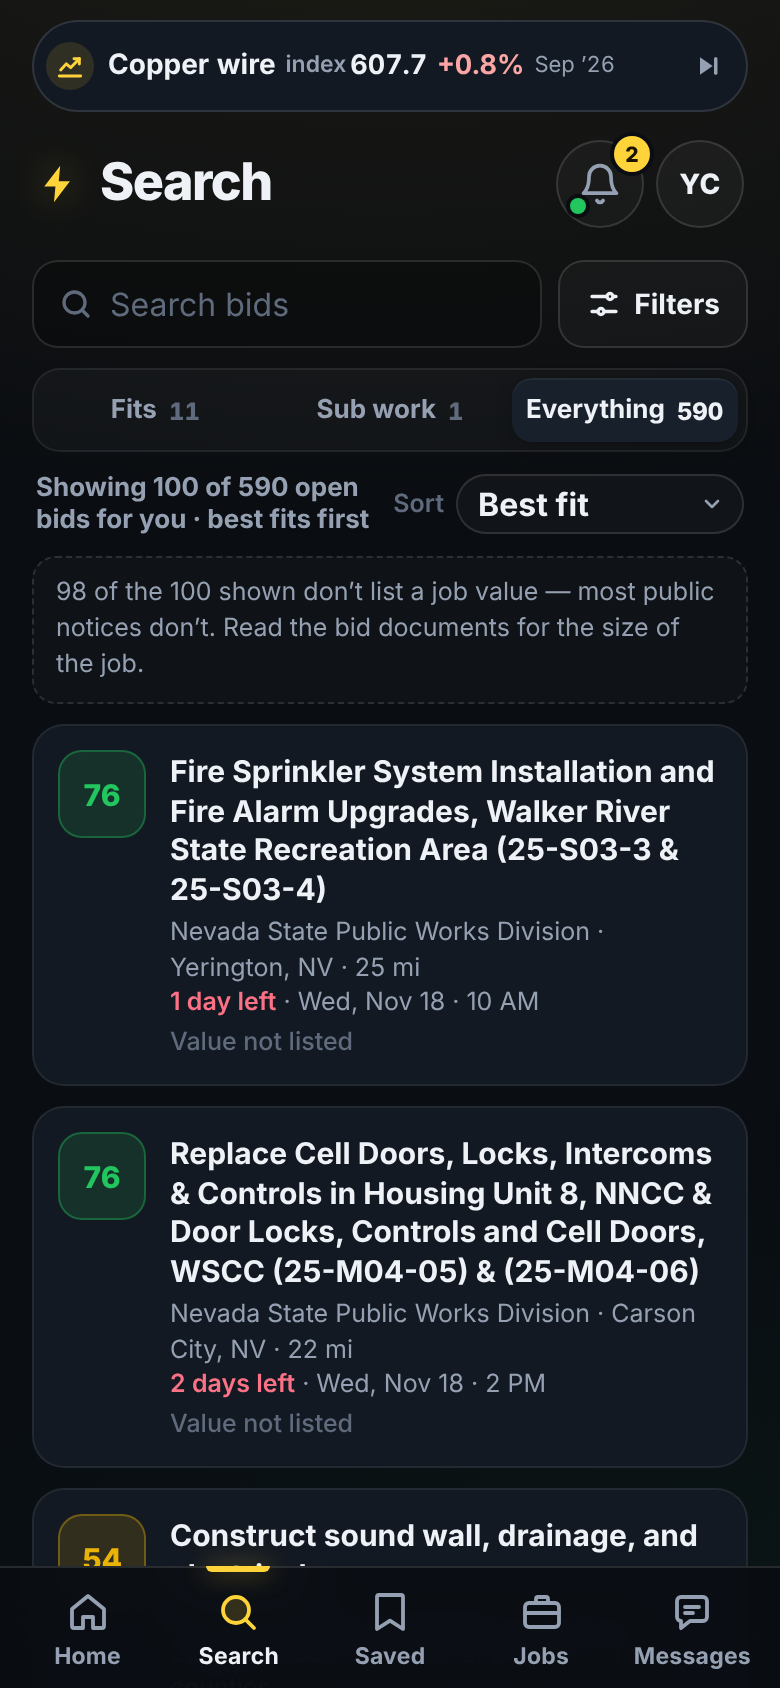 Copper wire index 607.7 +0.8% Sep ’26
Search
2
YC
Search bids
Filters
Fits 11
Sub work 1
Everything 590
Showing 100 of 590 open
bids for you · best fits first
Sort
Best fit
98 of the 100 shown don’t list a job value — most public
notices don’t. Read the bid documents for the size of
the job.
76
Fire Sprinkler System Installation and
Fire Alarm Upgrades, Walker River
State Recreation Area (25-S03-3 &
25-S03-4)
Nevada State Public Works Division ·
Yerington, NV · 25 mi
1 day left · Wed, Nov 18 · 10 AM
Value not listed
76
Replace Cell Doors, Locks, Intercoms
& Controls in Housing Unit 8, NNCC &
Door Locks, Controls and Cell Doors,
WSCC (25-M04-05) & (25-M04-06)
Nevada State Public Works Division · Carson
City, NV · 22 mi
2 days left · Wed, Nov 18 · 2 PM
Value not listed
54
Construct sound wall, drainage, and
Home
Search
Saved
Jobs
Messages